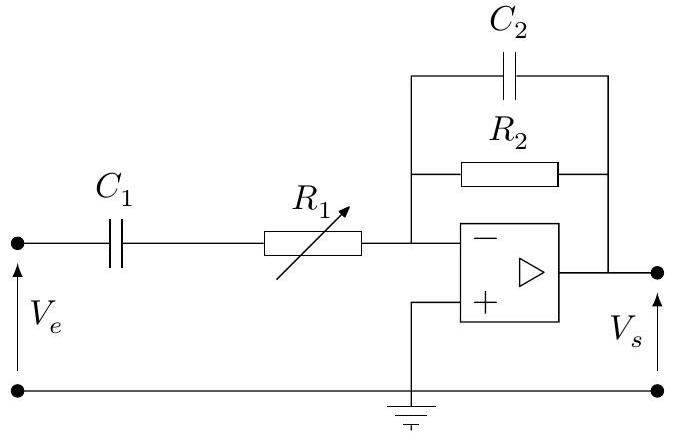 C₂
R₂
C₁
R₁
−
+
Vₑ
Vₛ